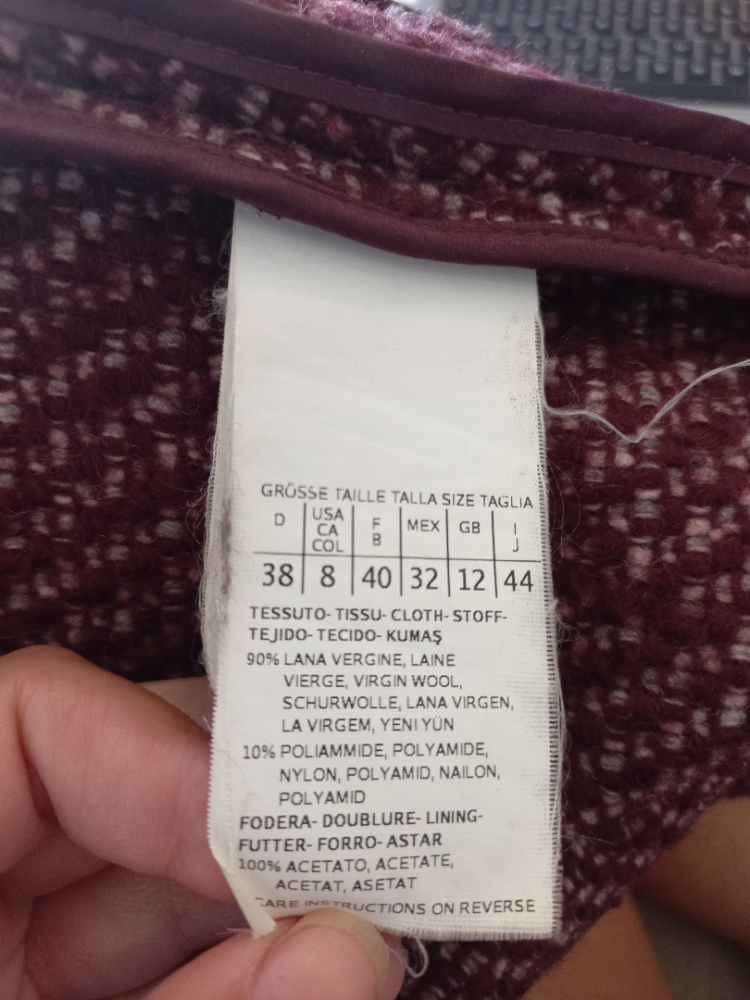 GRÖSSE TAILLE TALLA SIZE TAGLIA
D USA CA COL F B MEX GB I J
38 8 40 32 12 44
TESSUTO- TISSU- CLOTH- STOFF-
TEJIDO- TECIDO- KUMAŞ
90% LANA VERGINE, LAINE
VIERGE, VIRGIN WOOL,
SCHURWOLLE, LANA VIRGEN,
LA VIRGEM, YENI YÜN
10% POLIAMMIDE, POLYAMIDE,
NYLON, POLYAMID, NAILON,
POLYAMID
FODERA- DOUBLURE- LINING-
FUTTER- FORRO- ASTAR
100% ACETATO, ACETATE,
ACETAT, ASETAT
CARE INSTRUCTIONS ON REVERSE